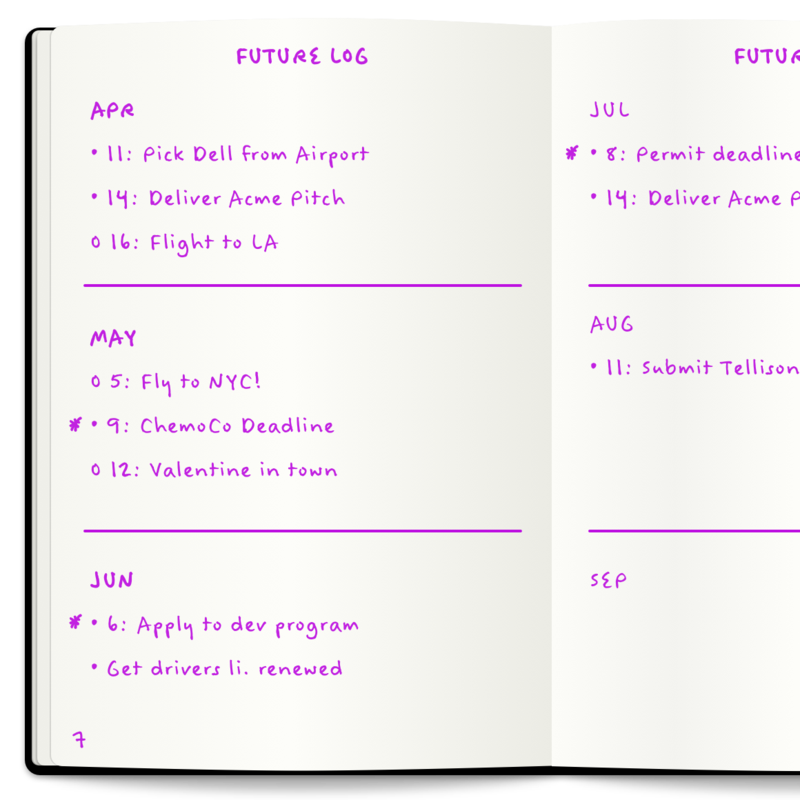 FUTURE LOG
APR
• 11: Pick Dell from Airport
• 14: Deliver Acme Pitch
o 16: Flight to LA
MAY
o 5: Fly to NYC!
* • 9: ChemoCo Deadline
o 12: Valentine in town
JUN
* • 6: Apply to dev program
• Get drivers li. renewed
7
JUL
* • 8: Permit deadline
• 14: Deliver Acme
AUG
• 11: Submit Tellison
SEP